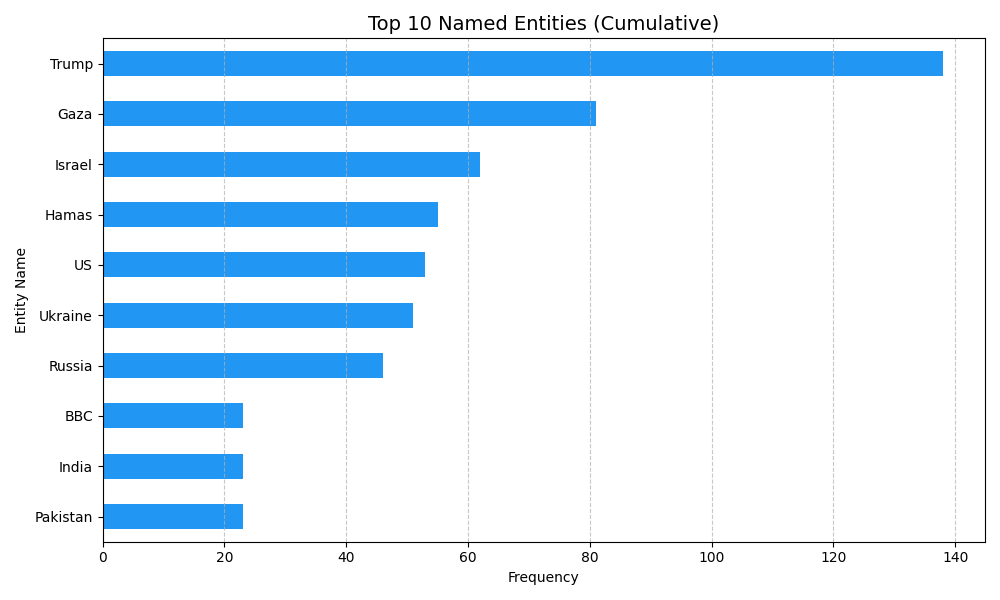 Top 10 Named Entities (Cumulative)
Entity Name
Trump
Gaza
Israel
Hamas
US
Ukraine
Russia
BBC
India
Pakistan
0 20 40 60 80 100 120 140
Frequency